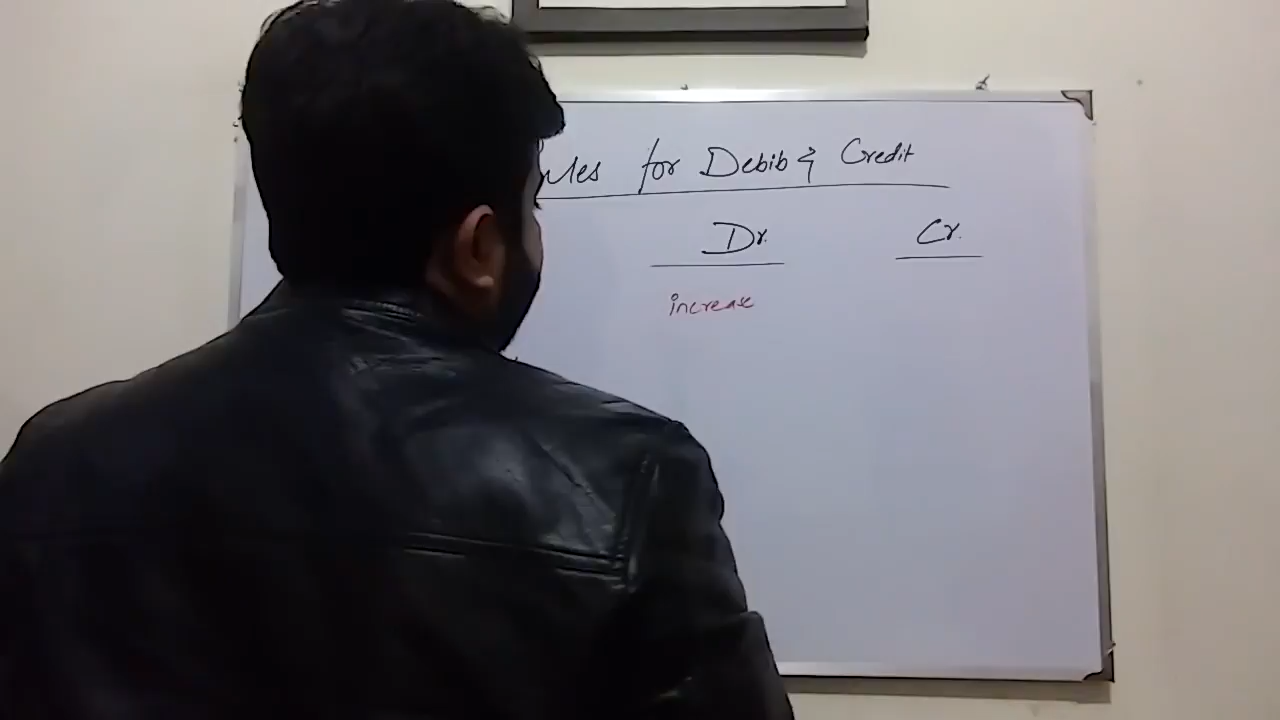 ules for Debib & Credit
Dr. Cr.
increase